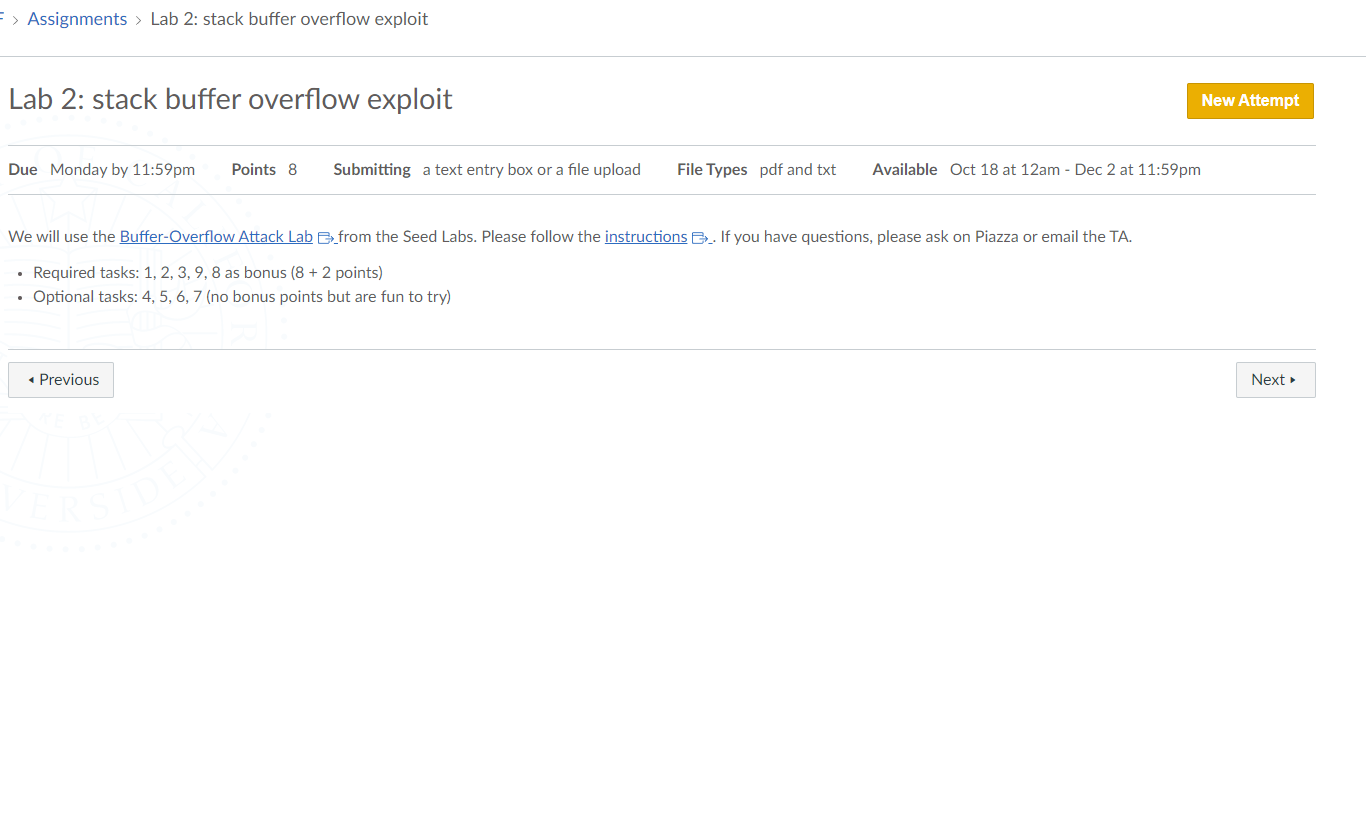 Assignments › Lab 2: stack buffer overflow exploit
Lab 2: stack buffer overflow exploit
New Attempt
Due Monday by 11:59pm Points 8 Submitting a text entry box or a file upload File Types pdf and txt Available Oct 18 at 12am - Dec 2 at 11:59pm
We will use the Buffer-Overflow Attack Lab from the Seed Labs. Please follow the instructions . If you have questions, please ask on Piazza or email the TA.
• Required tasks: 1, 2, 3, 9, 8 as bonus (8 + 2 points)
• Optional tasks: 4, 5, 6, 7 (no bonus points but are fun to try)
◂ Previous
Next ▸